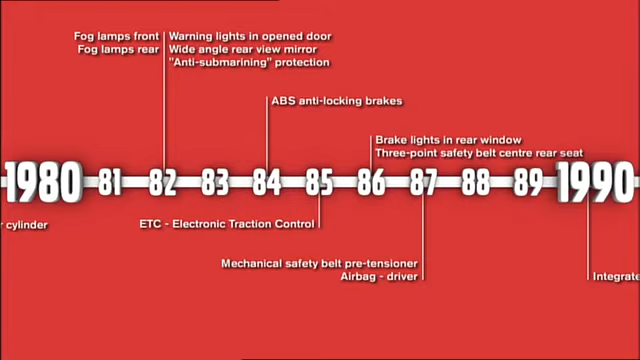 Fog lamps front
Fog lamps rear
Warning lights in opened door
Wide angle rear view mirror
"Anti-submarining" protection
ABS anti-locking brakes
Brake lights in rear window
Three-point safety belt centre rear seat
1980 81 82 83 84 85 86 87 88 89 1990
r cylinder
ETC - Electronic Traction Control
Mechanical safety belt pre-tensioner
Airbag - driver
Integrate